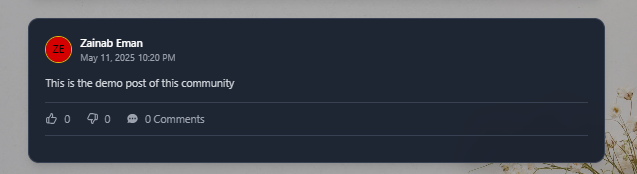 ZE
Zainab Eman
May 11, 2025 10:20 PM
This is the demo post of this community
0 0 0 Comments